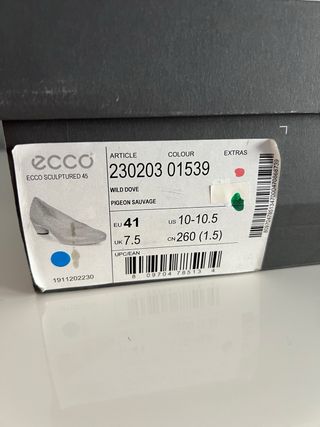 ecco
ECCO SCULPTURED 45
ARTICLE COLOUR EXTRAS
230203 01539
WILD DOVE
PIGEON SAUVAGE
EU 41 US 10-10.5
UK 7.5 CN 260 (1.5)
UPC/EAN
8 09704 78513 4
1911202230